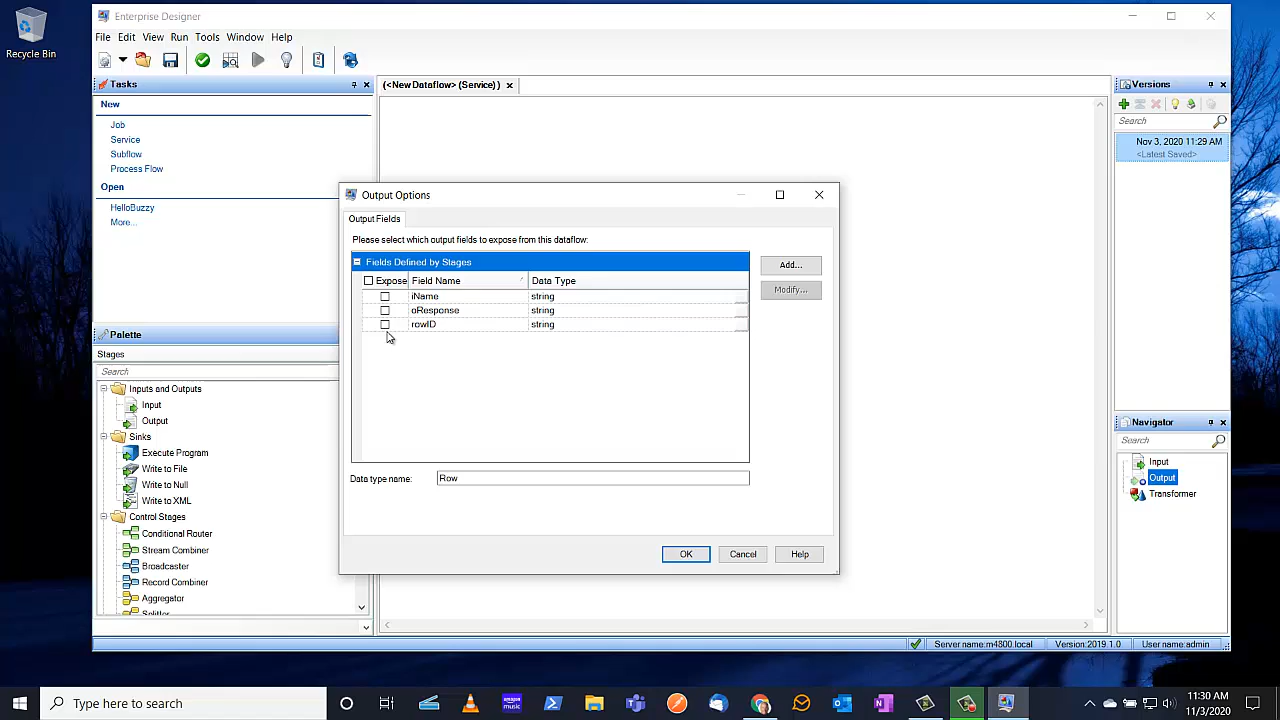 Recycle Bin
Enterprise Designer
File Edit View Run Tools Window Help
Tasks
New
Job
Service
Subflow
Process Flow
Open
HelloBuzzy
More...
(<New Dataflow> (Service) )
Versions
Search
Nov 3, 2020 11:29 AM
<Latest Saved>
Output Options
Output Fields
Please select which output fields to expose from this dataflow:
Fields Defined by Stages
Expose Field Name Data Type
iName string
oResponse string
rowID string
Add...
Modify...
Data type name: Row
OK Cancel Help
Palette
Stages
Search
Inputs and Outputs
Input
Output
Sinks
Execute Program
Write to File
Write to Null
Write to XML
Control Stages
Conditional Router
Stream Combiner
Broadcaster
Record Combiner
Aggregator
Splitter
Navigator
Search
Input
Output
Transformer
Server name:m4800.local Version:2019.1.0 User name:admin
Type here to search
amazon music
11:30 AM
11/3/2020